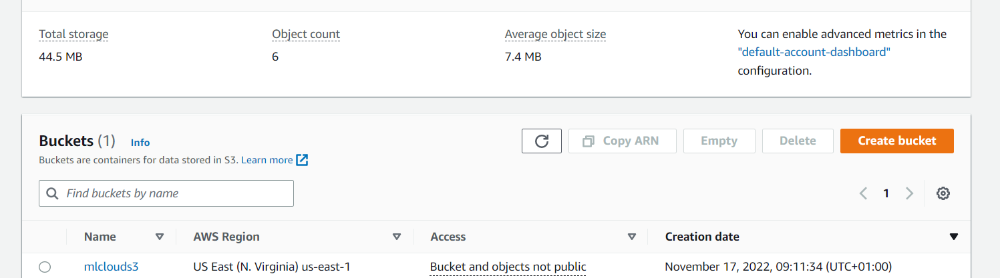 Total storage
44.5 MB
Object count
6
Average object size
7.4 MB
You can enable advanced metrics in the
"default-account-dashboard"
configuration.
Buckets (1) Info
Buckets are containers for data stored in S3. Learn more
Copy ARN
Empty
Delete
Create bucket
Find buckets by name
1
Name AWS Region Access Creation date
mlclouds3 US East (N. Virginia) us-east-1 Bucket and objects not public November 17, 2022, 09:11:34 (UTC+01:00)